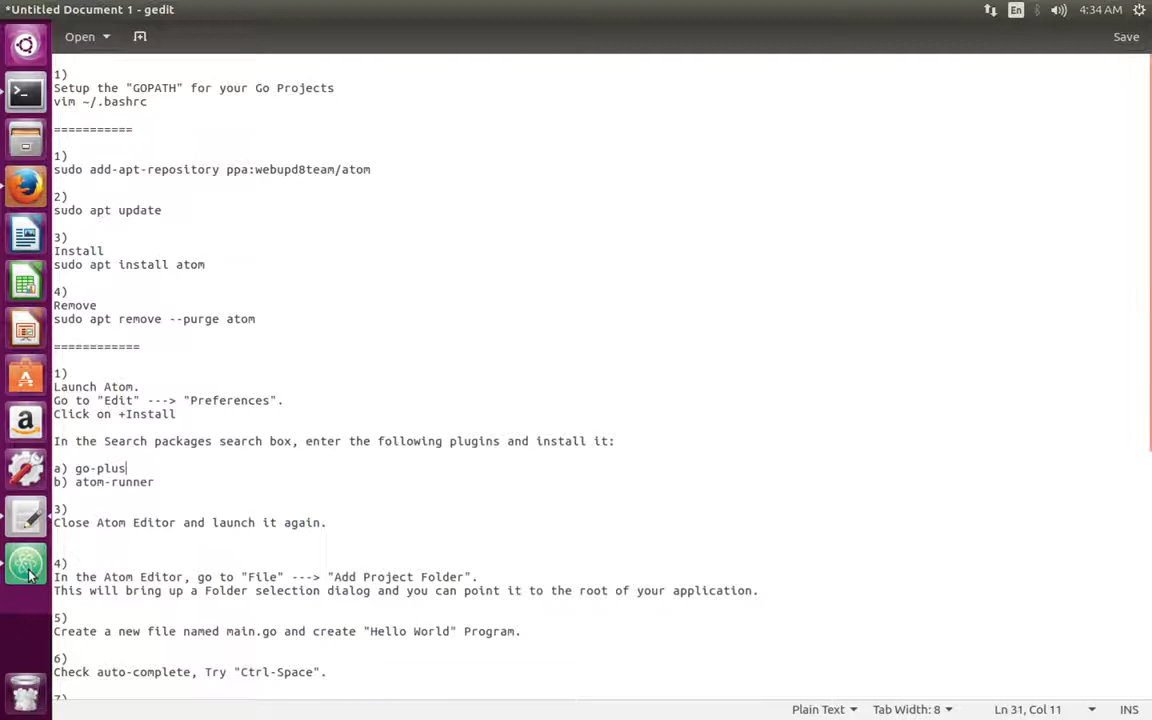 *Untitled Document 1 - gedit
En
4:34 AM
Open
Save
1)
Setup the "GOPATH" for your Go Projects
vim ~/.bashrc
===========
1)
sudo add-apt-repository ppa:webupd8team/atom
2)
sudo apt update
3)
Install
sudo apt install atom
4)
Remove
sudo apt remove --purge atom
============
1)
Launch Atom.
Go to "Edit" ---> "Preferences".
Click on +Install
In the Search packages search box, enter the following plugins and install it:
a) go-plus
b) atom-runner
3)
Close Atom Editor and launch it again.
4)
In the Atom Editor, go to "File" ---> "Add Project Folder".
This will bring up a Folder selection dialog and you can point it to the root of your application.
5)
Create a new file named main.go and create "Hello World" Program.
6)
Check auto-complete, Try "Ctrl-Space".
7)
Plain Text
Tab Width: 8
Ln 31, Col 11
INS